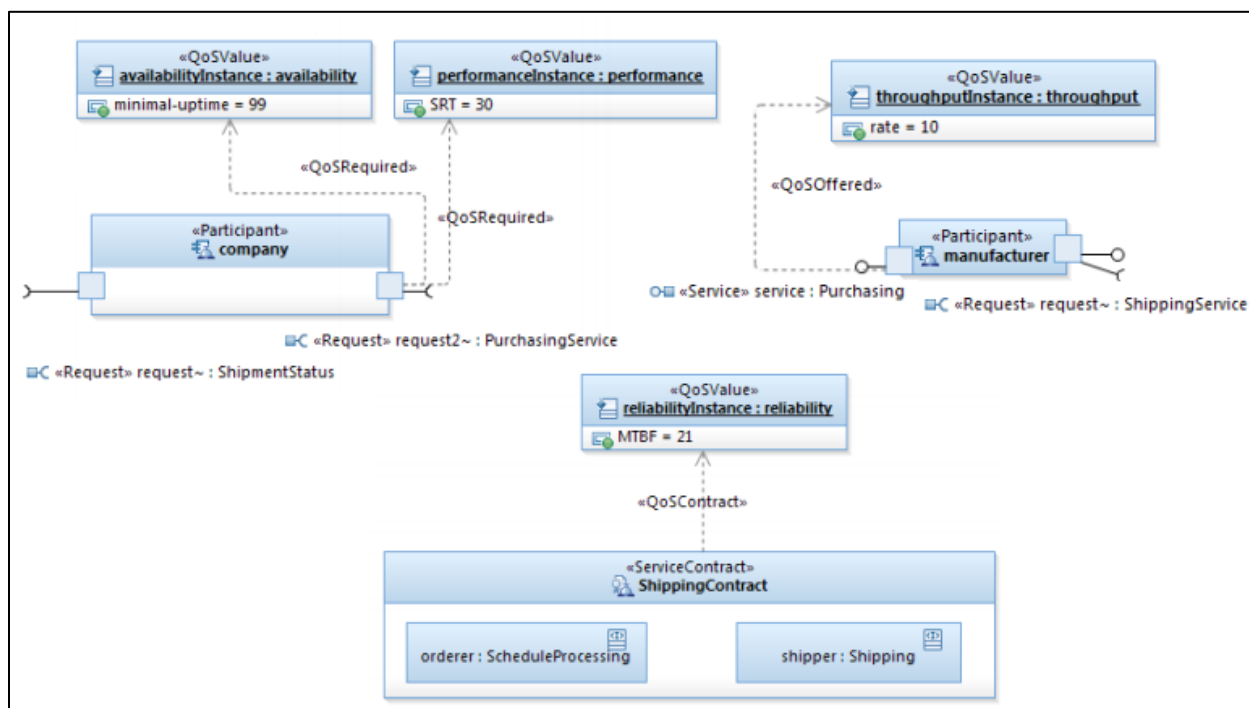 «QoSValue»
availabilityInstance : availability
minimal-uptime = 99
«QoSValue»
performanceInstance : performance
SRT = 30
«QoSValue»
throughputInstance : throughput
rate = 10
«QoSRequired»
«QoSRequired»
«QoSOffered»
«Participant»
company
«Participant»
manufacturer
«Service» service : Purchasing
«Request» request~ : ShippingService
«Request» request2~ : PurchasingService
«Request» request~ : ShipmentStatus
«QoSValue»
reliabilityInstance : reliability
MTBF = 21
«QoSContract»
«ServiceContract»
ShippingContract
orderer : ScheduleProcessing
shipper : Shipping